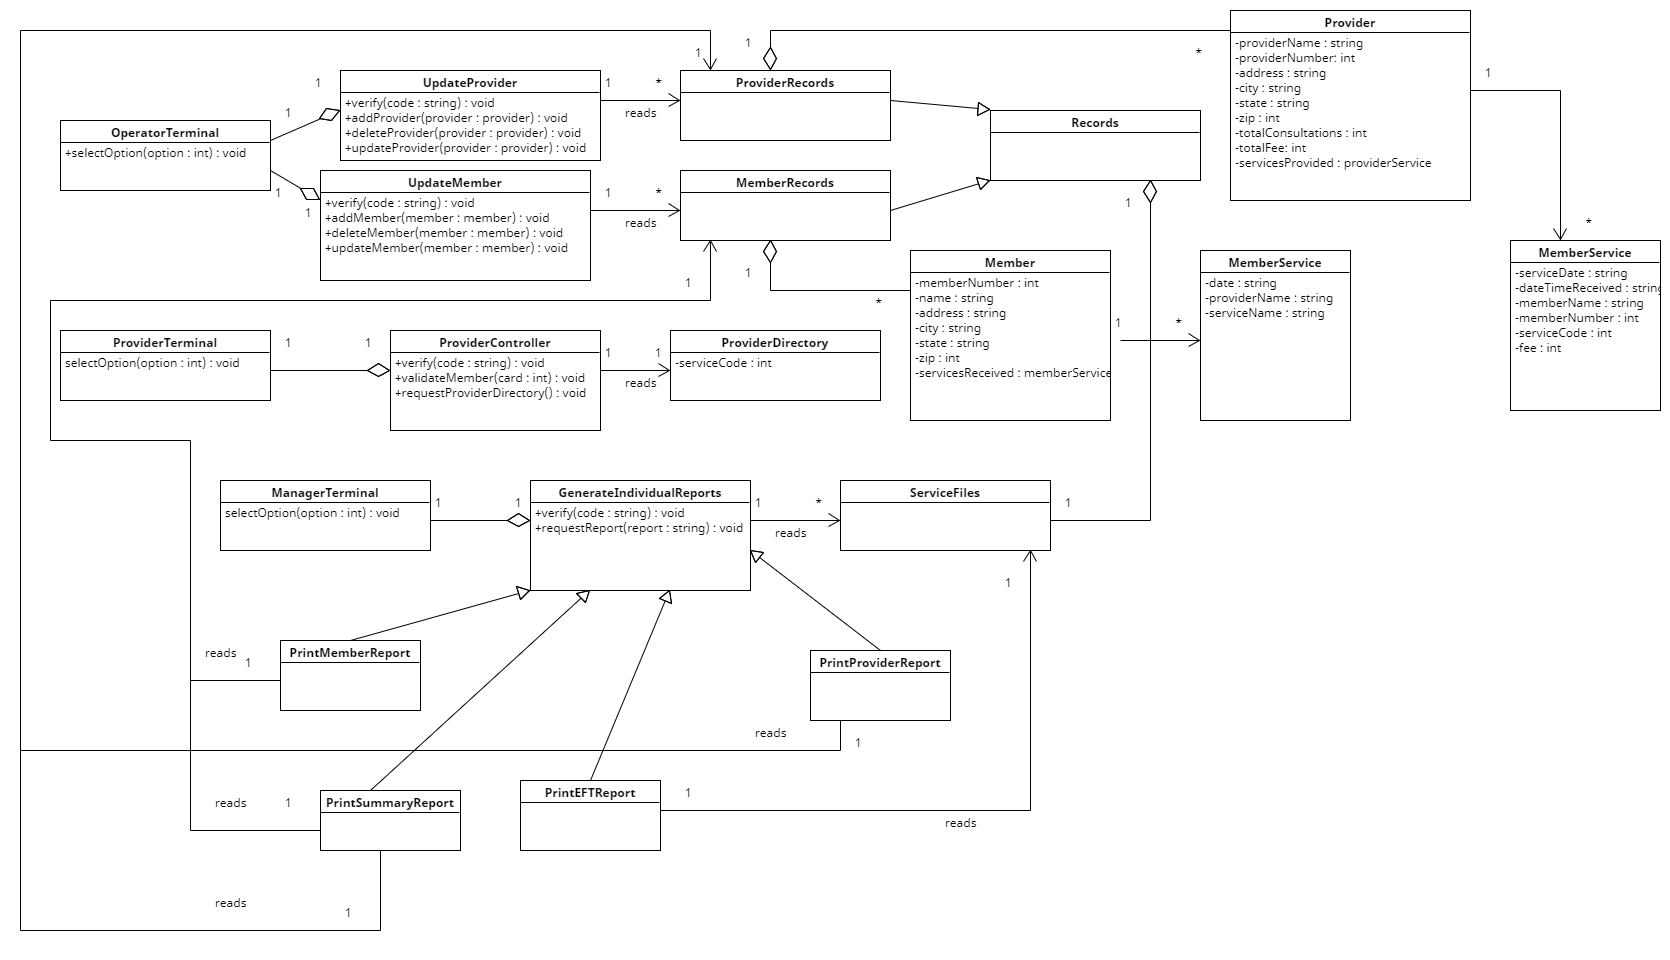 Provider
-providerName : string
-providerNumber: int
-address : string
-city : string
-state : string
-zip : int
-totalConsultations : int
-totalFee: int
-servicesProvided : providerService
1
*
1
1
*
UpdateProvider
+verify(code : string) : void
+addProvider(provider : provider) : void
+deleteProvider(provider : provider) : void
+updateProvider(provider : provider) : void
1
1
1
*
reads
ProviderRecords
Records
1
OperatorTerminal
+selectOption(option : int) : void
1
1
UpdateMember
+verify(code : string) : void
+addMember(member : member) : void
+deleteMember(member : member) : void
+updateMember(member : member) : void
1
*
reads
MemberRecords
1
1
*
Member
-memberNumber : int
-name : string
-address : string
-city : string
-state : string
-zip : int
-servicesReceived : memberService
1
*
MemberService
-date : string
-providerName : string
-serviceName : string
*
MemberService
-serviceDate : string
-dateTimeReceived : string
-memberName : string
-memberNumber : int
-serviceCode : int
-fee : int
ProviderTerminal
selectOption(option : int) : void
1
1
ProviderController
+verify(code : string) : void
+validateMember(card : int) : void
+requestProviderDirectory() : void
1
1
reads
ProviderDirectory
-serviceCode : int
ManagerTerminal
selectOption(option : int) : void
1
1
GenerateIndividualReports
+verify(code : string) : void
+requestReport(report : string) : void
1
*
reads
ServiceFiles
1
1
PrintMemberReport
reads
1
PrintProviderReport
reads
1
PrintSummaryReport
reads
1
PrintEFTReport
1
reads
reads
1